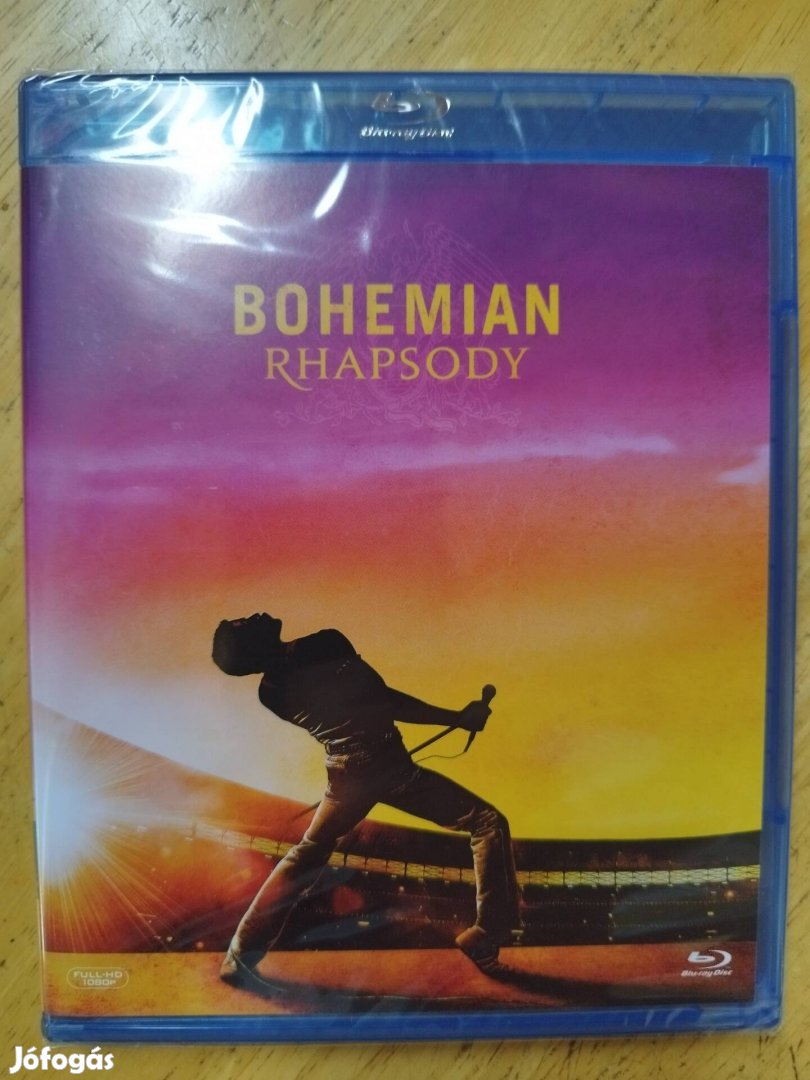 Blu-ray Disc
BOHEMIAN
RHAPSODY
FULL-HD
1080P
Blu-ray Disc
Jófogás